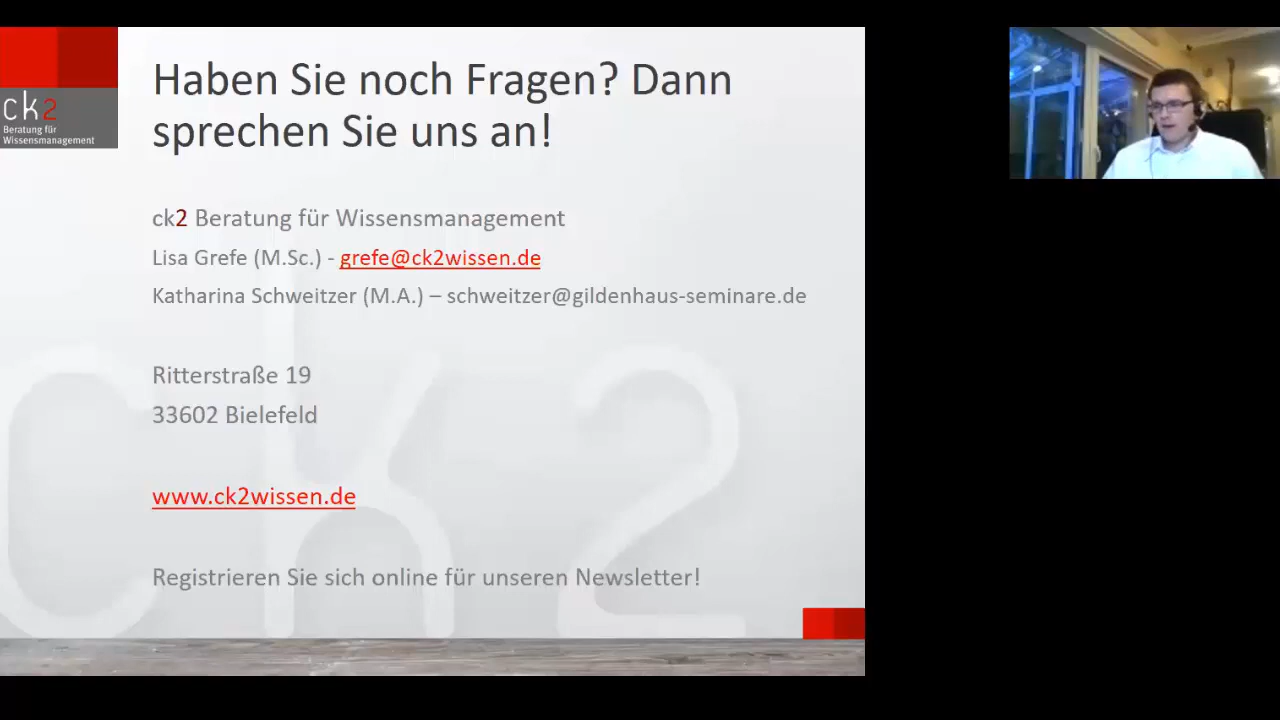 ck2
Beratung für
Wissensmanagement
Haben Sie noch Fragen? Dann
sprechen Sie uns an!
ck2 Beratung für Wissensmanagement
Lisa Grefe (M.Sc.) - grefe@ck2wissen.de
Katharina Schweitzer (M.A.) – schweitzer@gildenhaus-seminare.de
Ritterstraße 19
33602 Bielefeld
www.ck2wissen.de
Registrieren Sie sich online für unseren Newsletter!
ck2